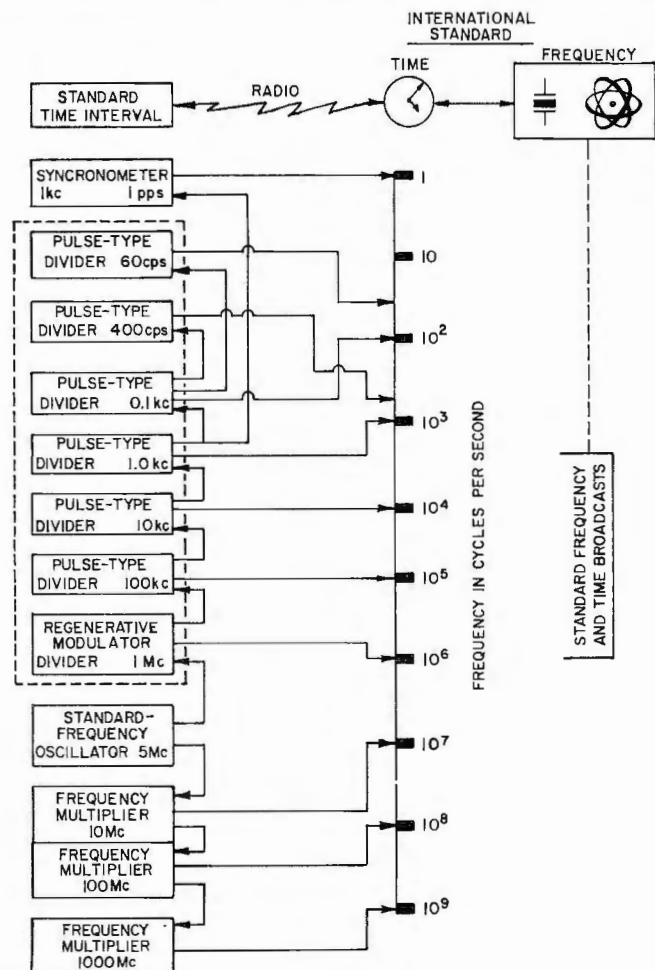 INTERNATIONAL
STANDARD
TIME
FREQUENCY
STANDARD
TIME INTERVAL
RADIO
SYNCRONOMETER
1kc 1pps
PULSE-TYPE
DIVIDER 60cps
PULSE-TYPE
DIVIDER 400cps
PULSE-TYPE
DIVIDER 0.1kc
PULSE-TYPE
DIVIDER 1.0kc
PULSE-TYPE
DIVIDER 10kc
PULSE-TYPE
DIVIDER 100kc
REGENERATIVE
MODULATOR
DIVIDER 1Mc
STANDARD-
FREQUENCY
OSCILLATOR 5Mc
FREQUENCY
MULTIPLIER
10Mc
FREQUENCY
MULTIPLIER
100Mc
FREQUENCY
MULTIPLIER
1000Mc
1
10
10²
10³
10⁴
10⁵
10⁶
10⁷
10⁸
10⁹
FREQUENCY IN CYCLES PER SECOND
STANDARD FREQUENCY
AND TIME BROADCASTS